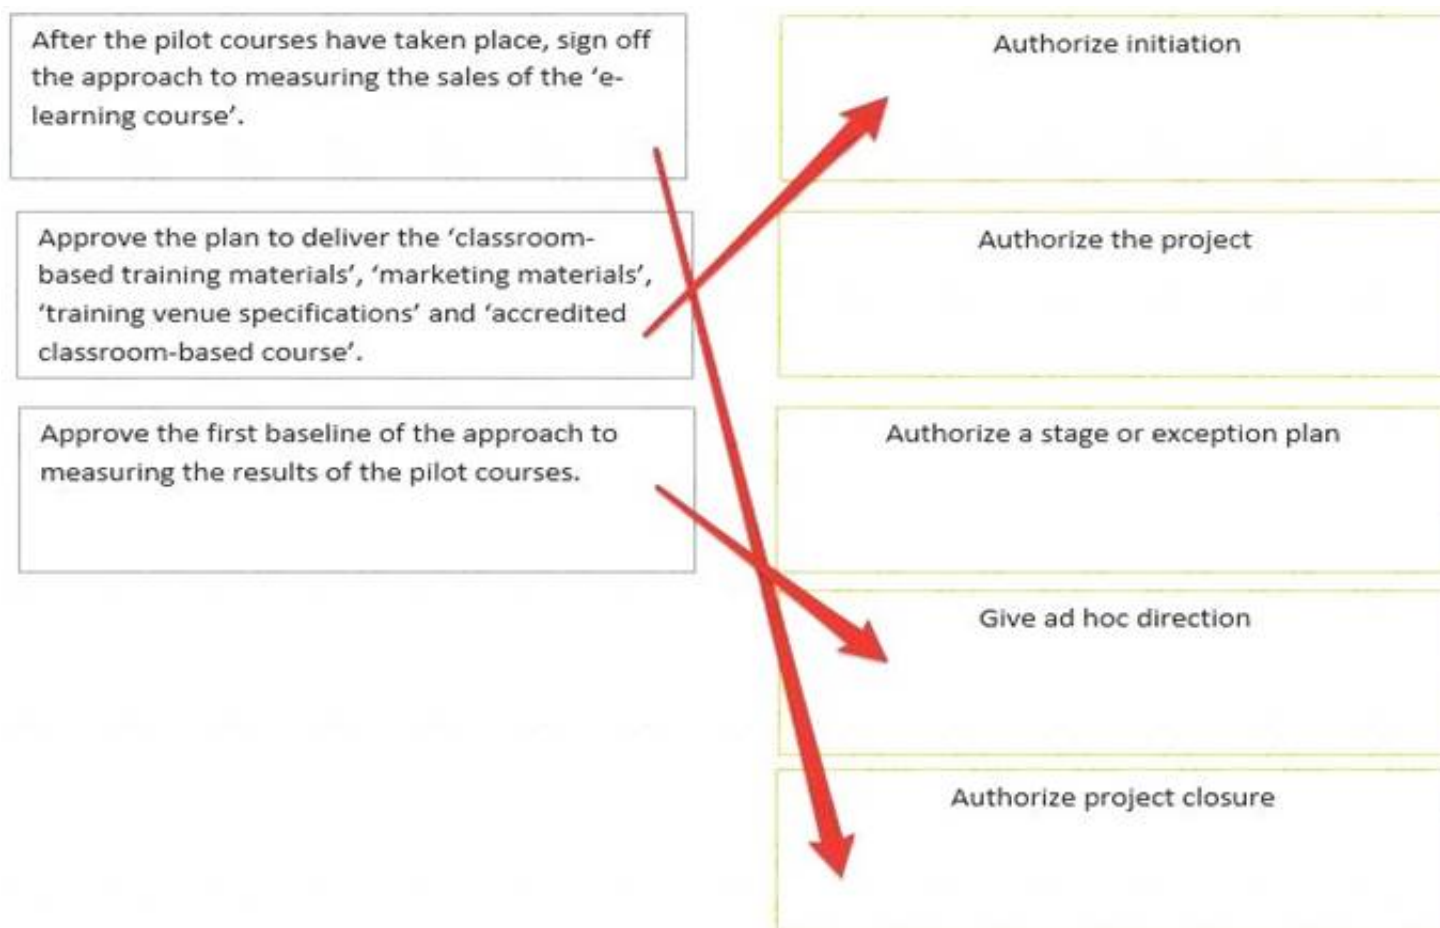 After the pilot courses have taken place, sign off
the approach to measuring the sales of the ‘e-
learning course’.
Approve the plan to deliver the ‘classroom-
based training materials’, ‘marketing materials’,
‘training venue specifications’ and ‘accredited
classroom-based course’.
Approve the first baseline of the approach to
measuring the results of the pilot courses.
Authorize initiation
Authorize the project
Authorize a stage or exception plan
Give ad hoc direction
Authorize project closure